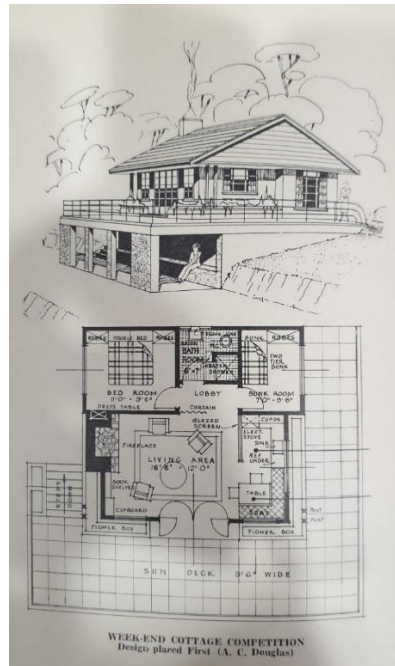 ROBES DOUBLE BED ROBES
BATH
ROOM
SHOWER
BUNK ROBES
TWO
TIER
BUNK
BED ROOM
11'0" - 9'6"
LOBBY
BUNK ROOM
7'0" - 9'6"
DRESS TABLE
CURTAIN
GLAZED
SCREEN
CUPDS
ELECT.
STOVE
SINK
REF
UNDER
FIREPLACE
LIVING AREA
16'6" - 12'0"
BOOK
SHELVES
TABLE
SEAT
CUPBOARD
FLOWER BOX
FLOWER BOX
POST
POST
SUN DECK 9'6" WIDE
WEEK-END COTTAGE COMPETITION
Design placed First (A. C. Douglas)